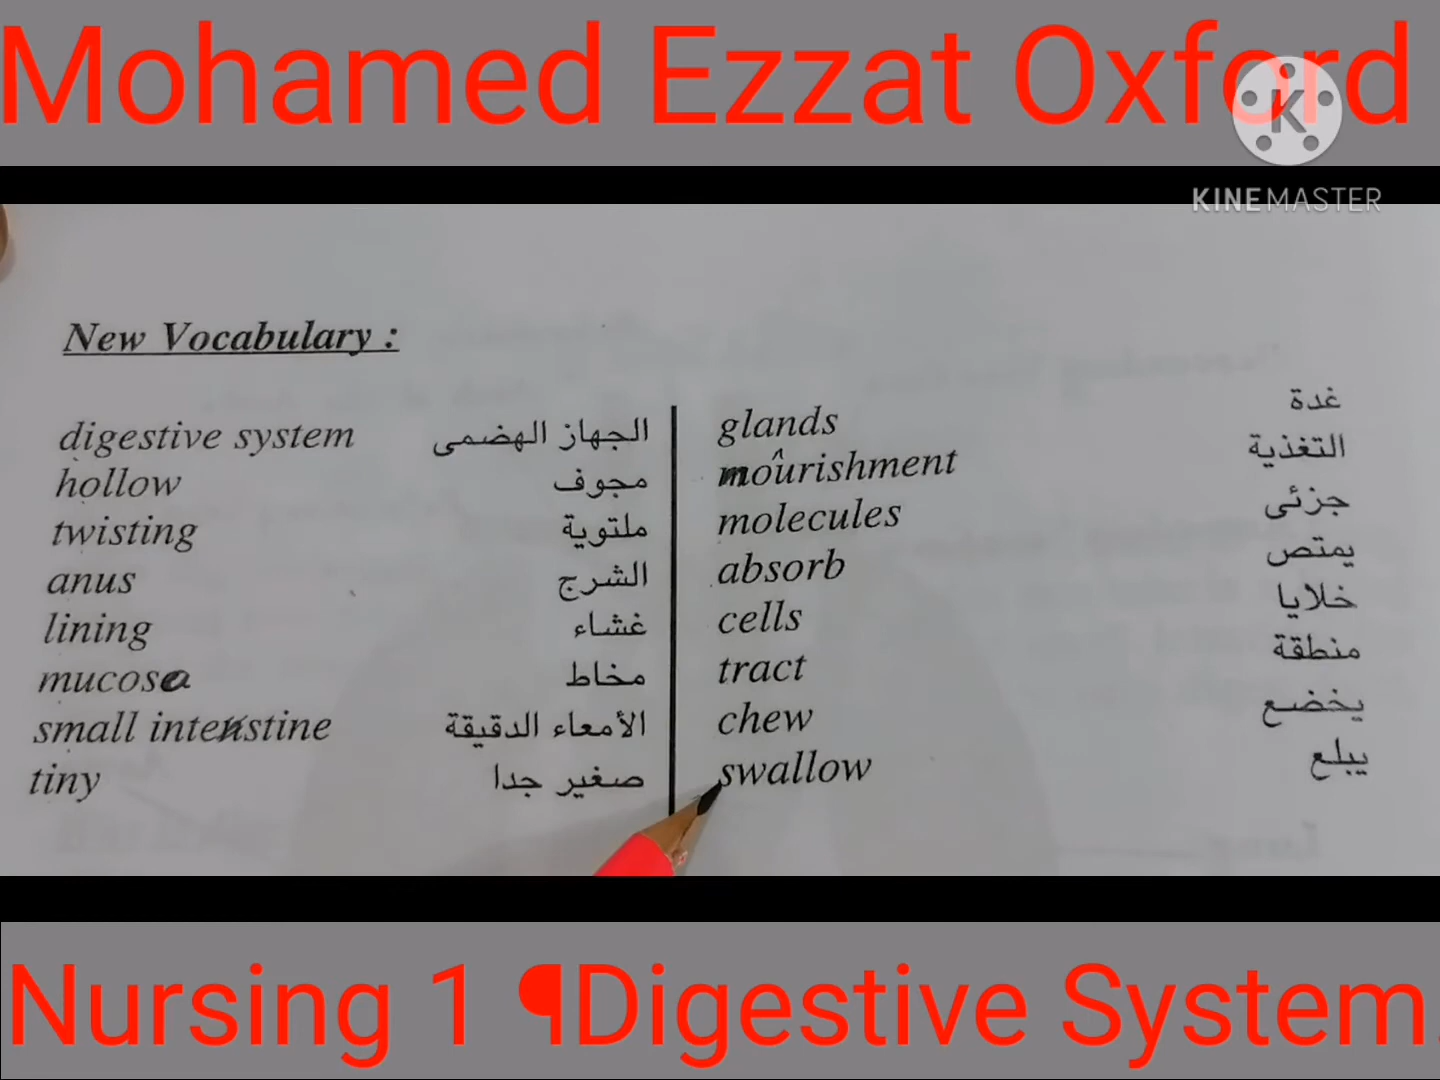 Mohamed Ezzat Oxford
KINEMASTER
New Vocabulary :
digestive system الجهاز الهضمى
hollow مجوف
twisting ملتوية
anus الشرج
lining غشاء
mucosa مخاط
small intenstine الأمعاء الدقيقة
tiny صغير جدا
glands غدة
nourishment التغذية
molecules جزئى
absorb يمتص
cells خلايا
tract منطقة
chew يخضع
swallow يبلع
Nursing 1 ¶Digestive System.